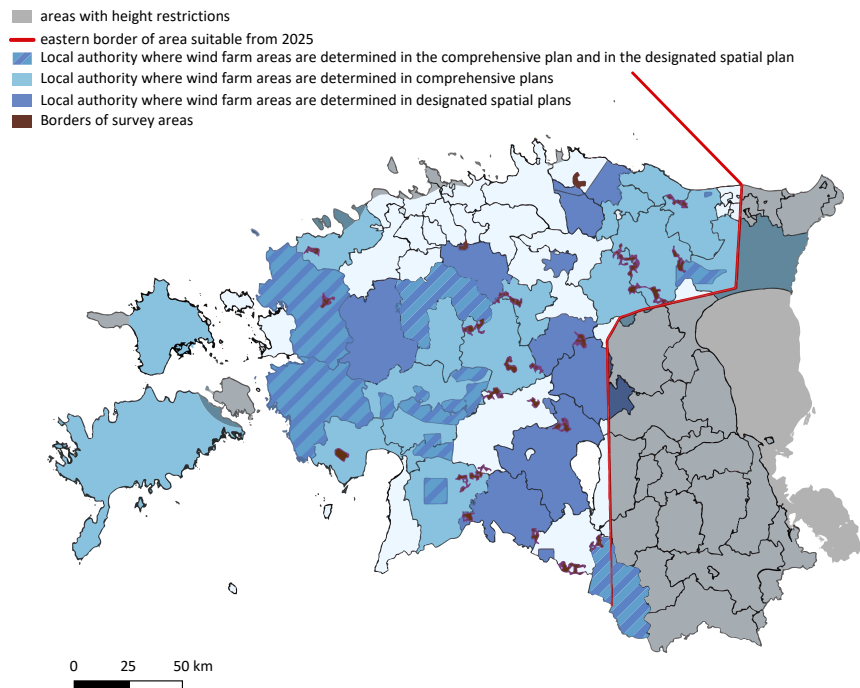 areas with height restrictions
eastern border of area suitable from 2025
Local authority where wind farm areas are determined in the comprehensive plan and in the designated spatial plan
Local authority where wind farm areas are determined in comprehensive plans
Local authority where wind farm areas are determined in designated spatial plans
Borders of survey areas
0 25 50 km